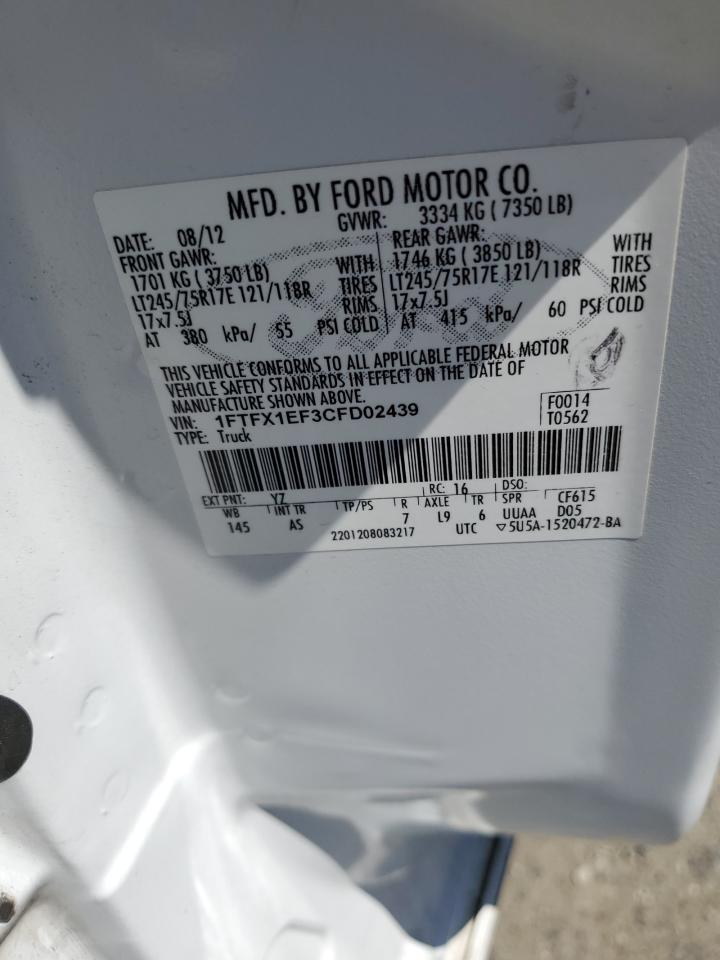 MFD. BY FORD MOTOR CO.
DATE: 08/12 GVWR: 3334 KG ( 7350 LB)
FRONT GAWR: REAR GAWR:
1701 KG ( 3750 LB) WITH 1746 KG ( 3850 LB) WITH
LT245/75R17E 121/118R TIRES LT245/75R17E 121/118R TIRES
17x7.5J RIMS 17x7.5J RIMS
AT 380 kPa/ 55 PSI COLD AT 415 kPa/ 60 PSI COLD
THIS VEHICLE CONFORMS TO ALL APPLICABLE FEDERAL MOTOR
VEHICLE SAFETY STANDARDS IN EFFECT ON THE DATE OF
MANUFACTURE SHOWN ABOVE.
VIN: 1FTFX1EF3CFD02439 F0014
TYPE: Truck T0562
EXT PNT: YZ RC: 16 DSO:
WB INT TR TP/PS R AXLE TR SPR CF615
145 AS 7 L9 6 UUAA D05
2201208083217 UTC ▽5U5A-1520472-BA